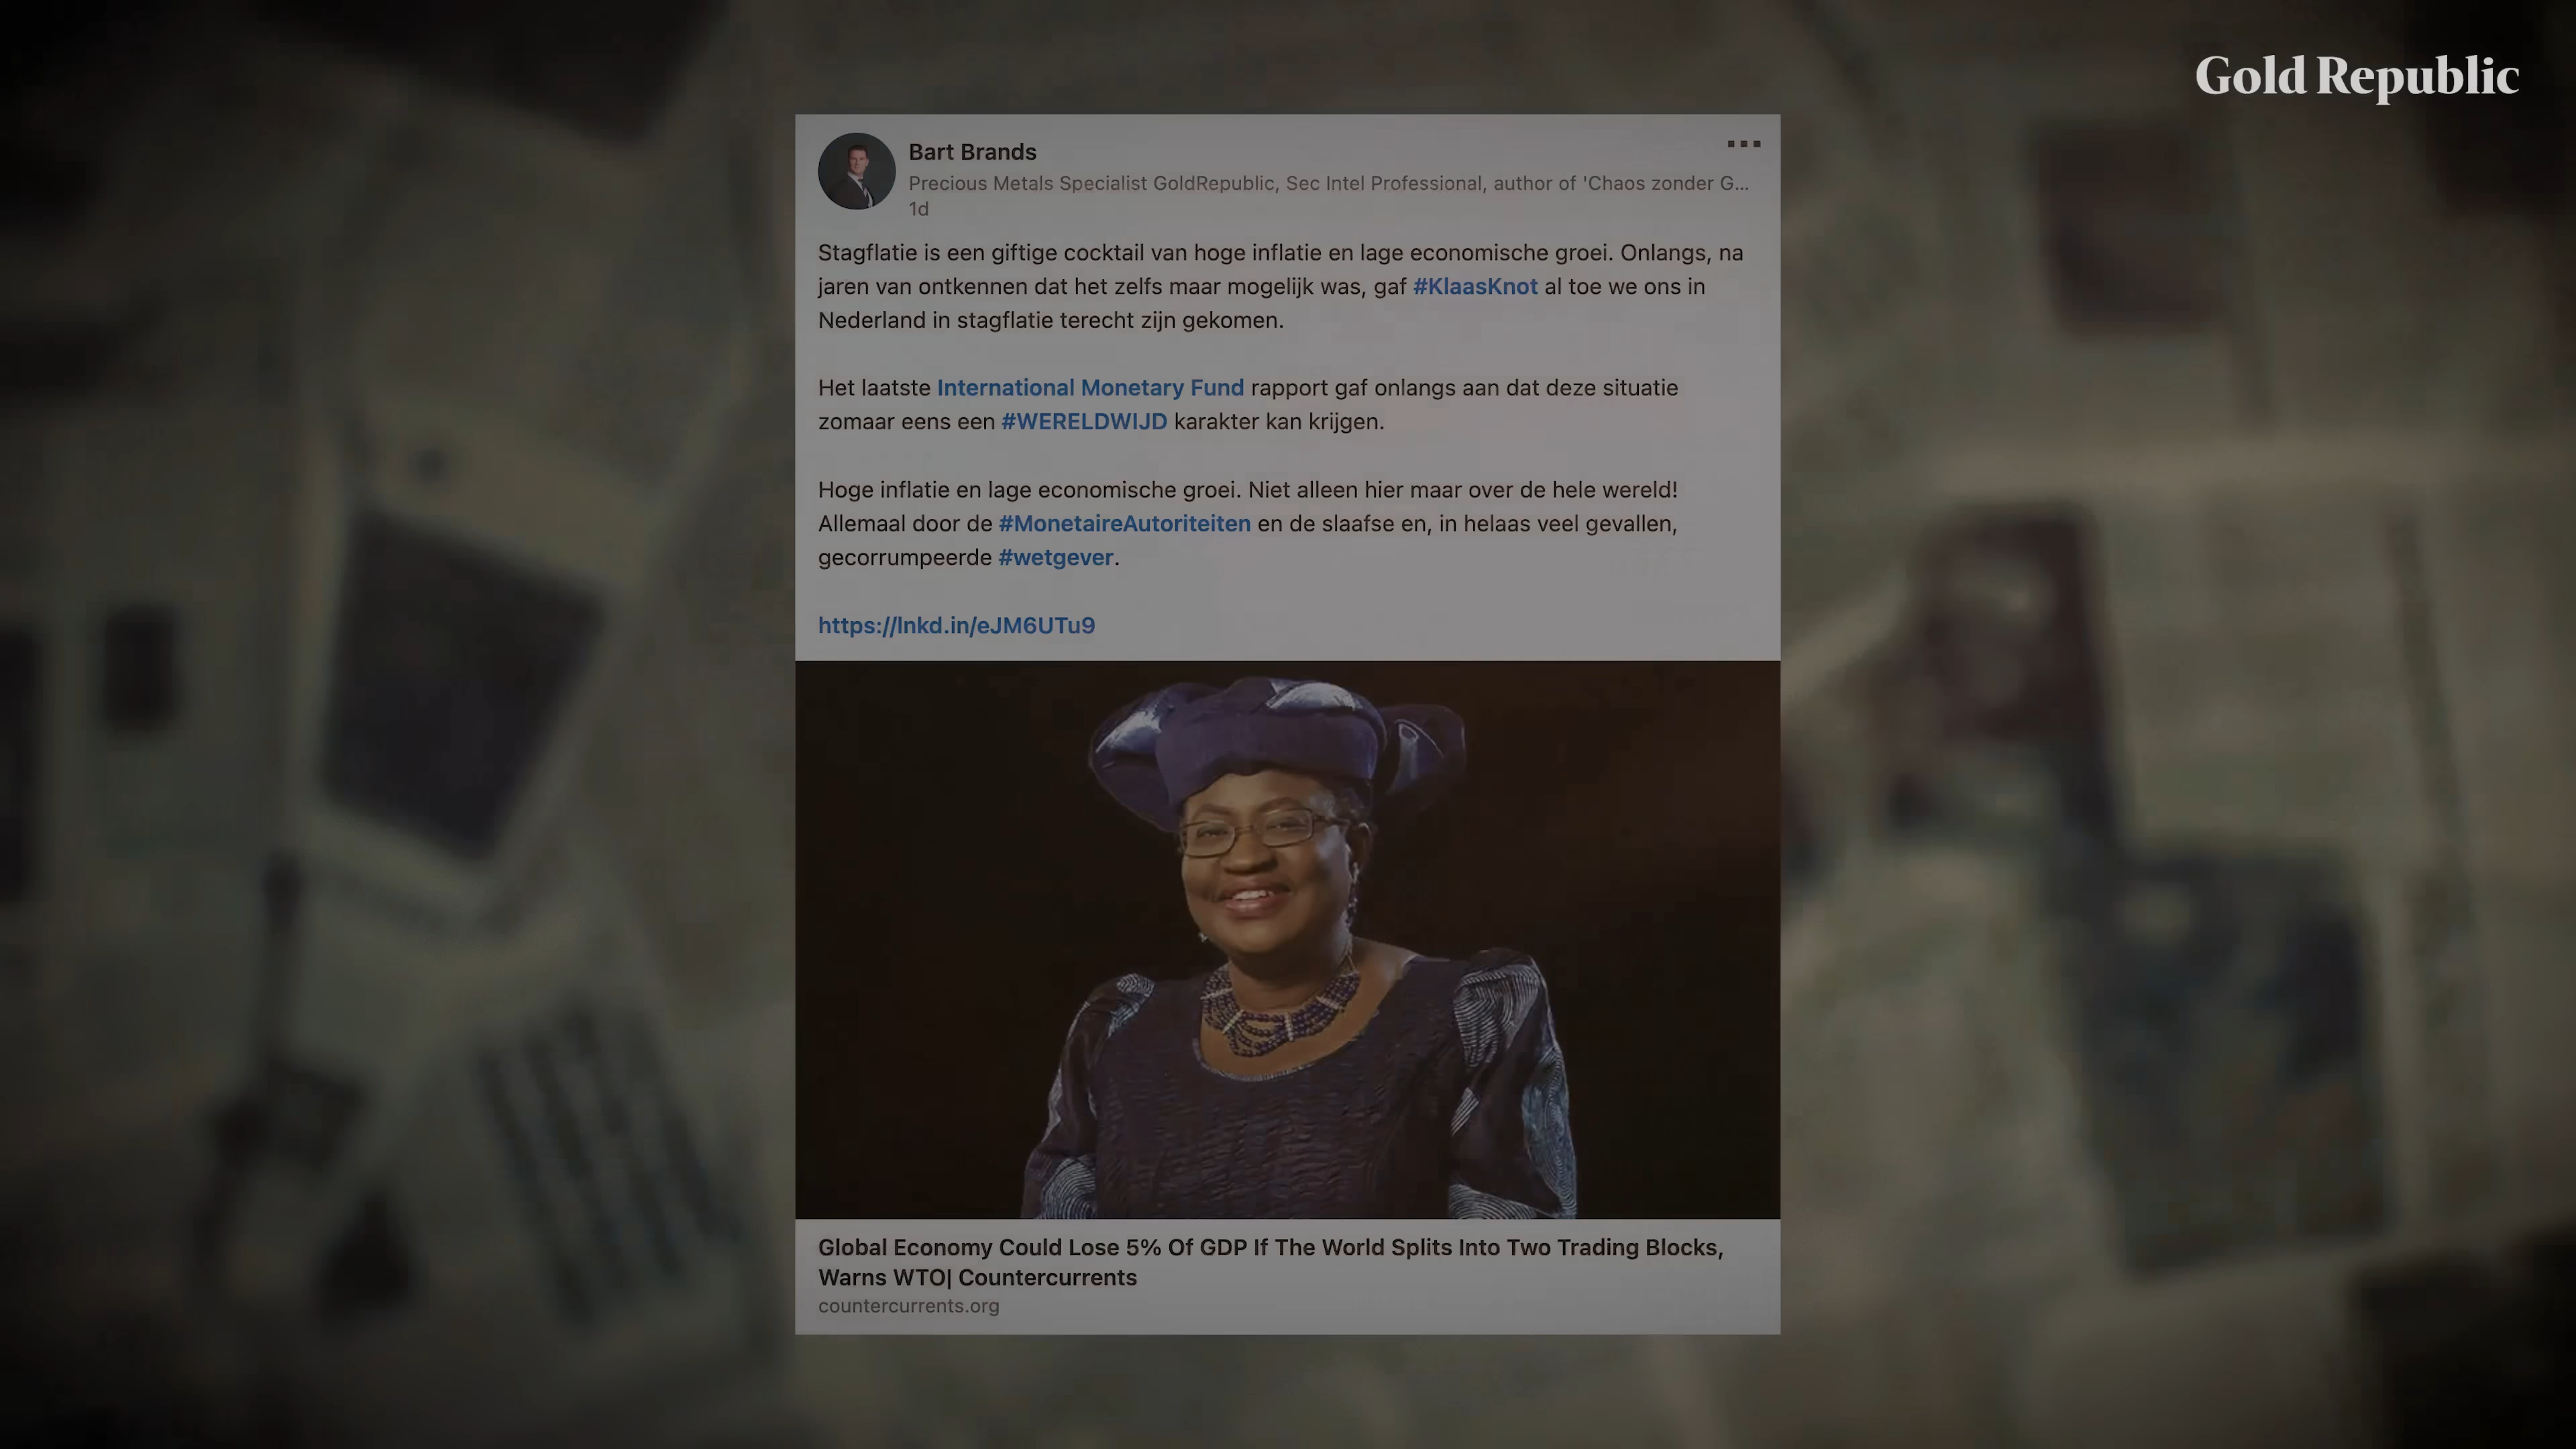 Gold Republic
Bart Brands
Precious Metals Specialist GoldRepublic, Sec Intel Professional, author of 'Chaos zonder G...
1d
Stagflatie is een giftige cocktail van hoge inflatie en lage economische groei. Onlangs, na
jaren van ontkennen dat het zelfs maar mogelijk was, gaf #KlaasKnot al toe we ons in
Nederland in stagflatie terecht zijn gekomen.
Het laatste International Monetary Fund rapport gaf onlangs aan dat deze situatie
zomaar eens een #WERELDWIJD karakter kan krijgen.
Hoge inflatie en lage economische groei. Niet alleen hier maar over de hele wereld!
Allemaal door de #MonetaireAutoriteiten en de slaafse en, in helaas veel gevallen,
gecorrumpeerde #wetgever.
https://lnkd.in/eJM6UTu9
Global Economy Could Lose 5% Of GDP If The World Splits Into Two Trading Blocks,
Warns WTO| Countercurrents
countercurrents.org